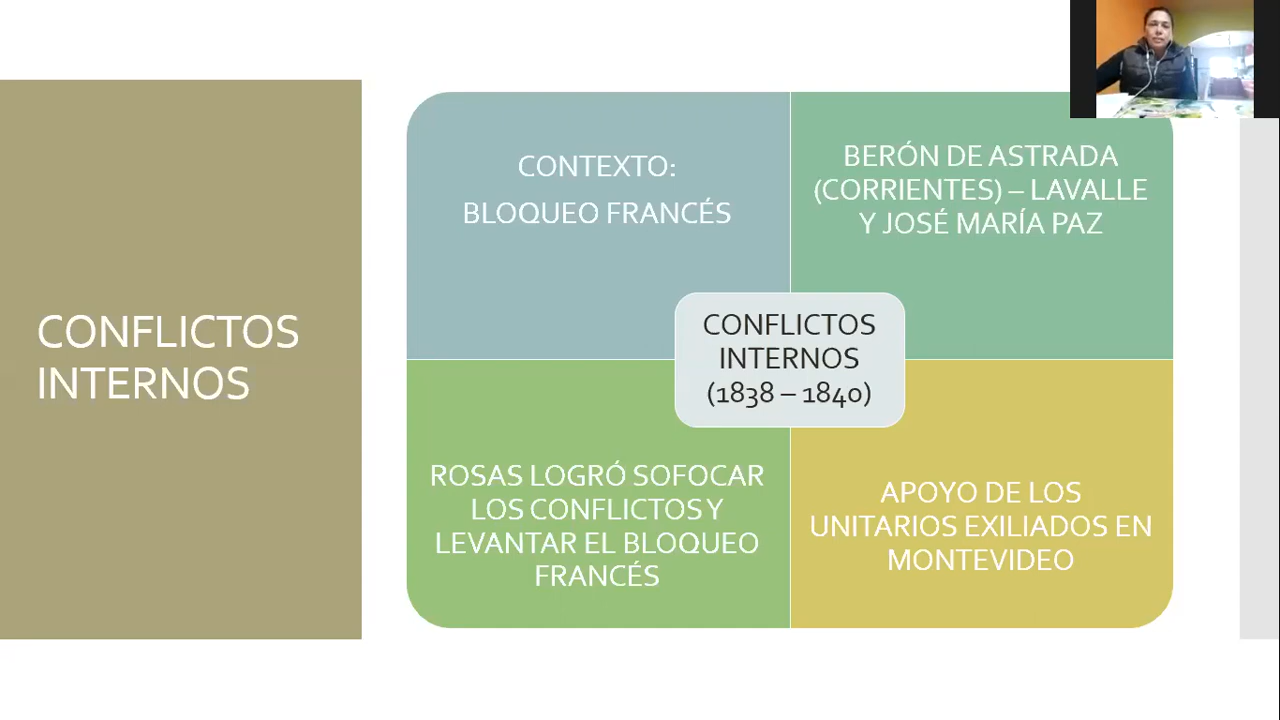 CONFLICTOS
INTERNOS
CONTEXTO:
BLOQUEO FRANCÉS
BERÓN DE ASTRADA
(CORRIENTES) – LAVALLE
Y JOSÉ MARÍA PAZ
CONFLICTOS
INTERNOS
(1838 – 1840)
ROSAS LOGRÓ SOFOCAR
LOS CONFLICTOS Y
LEVANTAR EL BLOQUEO
FRANCÉS
APOYO DE LOS
UNITARIOS EXILIADOS EN
MONTEVIDEO